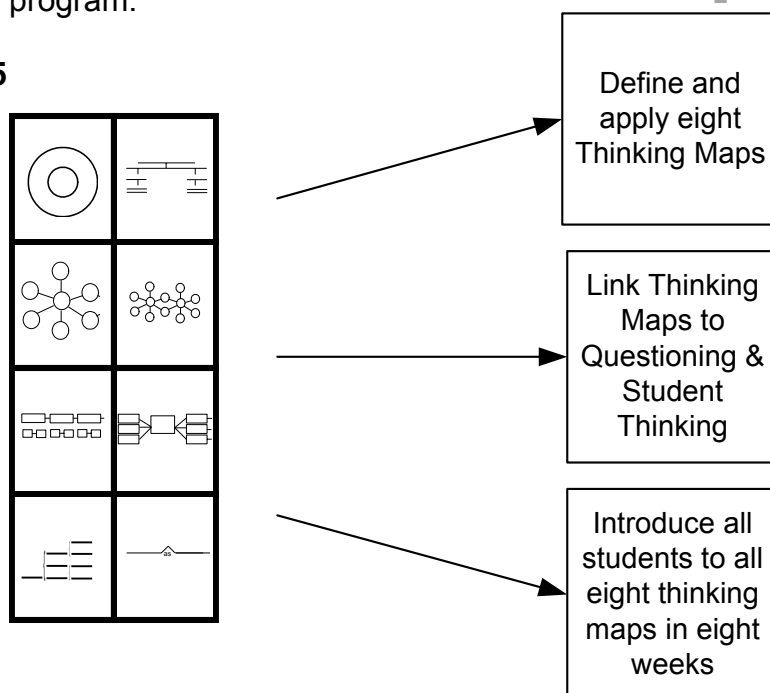 program.
5
Define and
apply eight
Thinking Maps
Link Thinking
Maps to
Questioning &
Student
Thinking
as
Introduce all
students to all
eight thinking
maps in eight
weeks